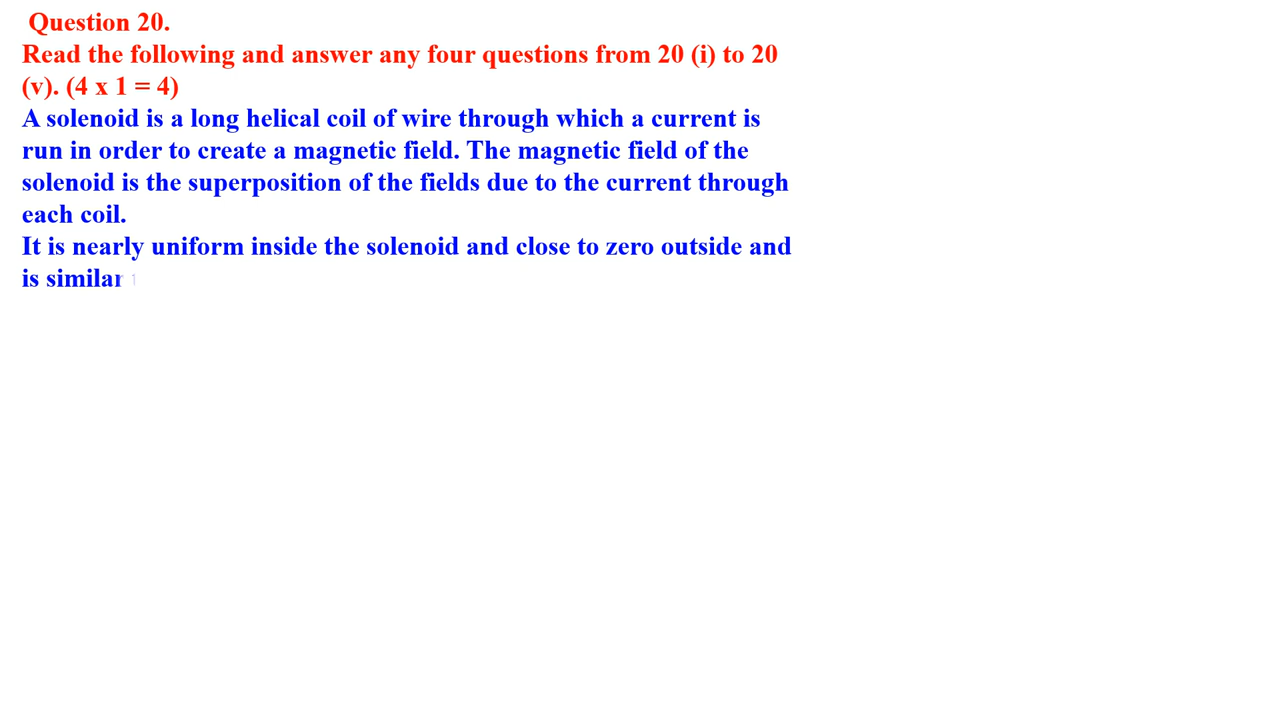 Question 20.
Read the following and answer any four questions from 20 (i) to 20
(v). (4 x 1 = 4)
A solenoid is a long helical coil of wire through which a current is
run in order to create a magnetic field. The magnetic field of the
solenoid is the superposition of the fields due to the current through
each coil.
It is nearly uniform inside the solenoid and close to zero outside and
is similar